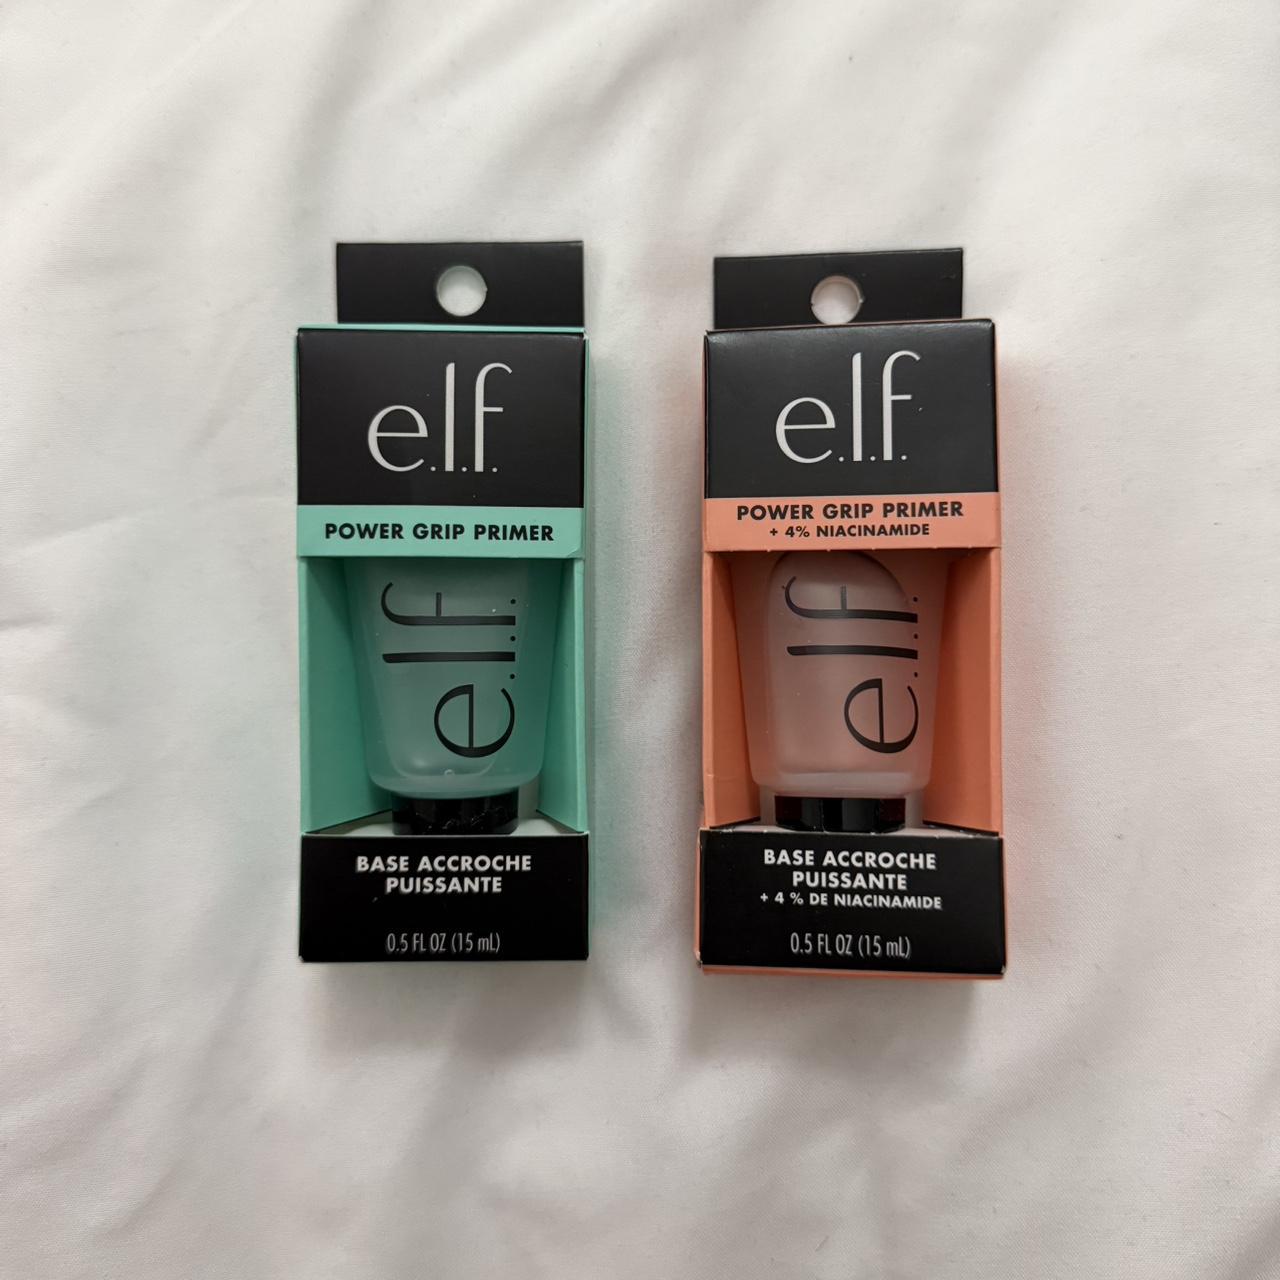 e.l.f.
POWER GRIP PRIMER
e.l.f.
BASE ACCROCHE
PUISSANTE
0.5 FL OZ (15 mL)
e.l.f.
POWER GRIP PRIMER
+ 4% NIACINAMIDE
e.l.f.
BASE ACCROCHE
PUISSANTE
+ 4 % DE NIACINAMIDE
0.5 FL OZ (15 mL)